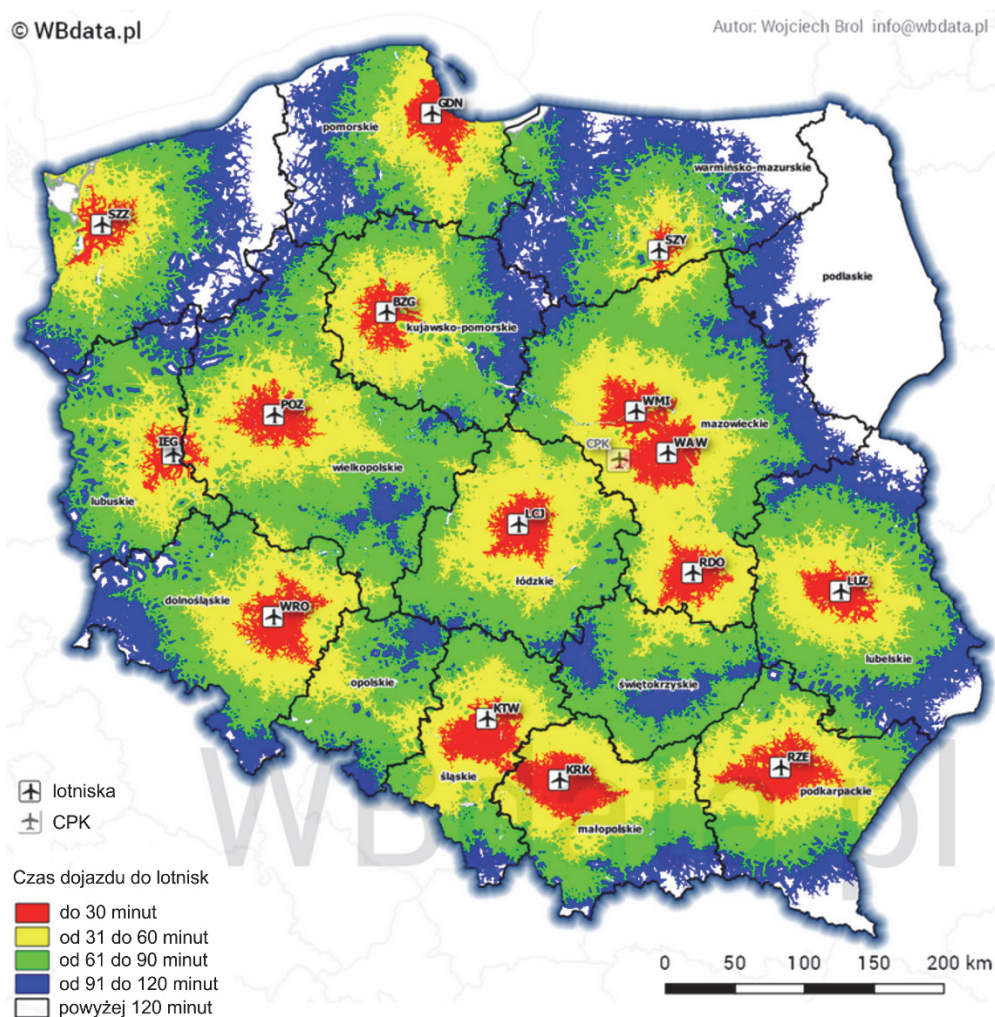 © WBdata.pl
Autor: Wojciech Brol info@wbdata.pl
GDN
pomorskie
warmińsko-mazurskie
SZZ
SZY
podlaskie
BZG
kujawsko-pomorskie
POZ
WMI
mazowieckie
IEG
CPK
WAW
wielkopolskie
lubuskie
LCJ
RDO
łódzkie
LUZ
dolnośląskie
WRO
lubelskie
opolskie
świętokrzyskie
KTW
WBdata.pl
śląskie
KRK
RZE
podkarpackie
małopolskie
lotniska
CPK
Czas dojazdu do lotnisk
do 30 minut
od 31 do 60 minut
od 61 do 90 minut
od 91 do 120 minut
powyżej 120 minut
0 50 100 150 200 km